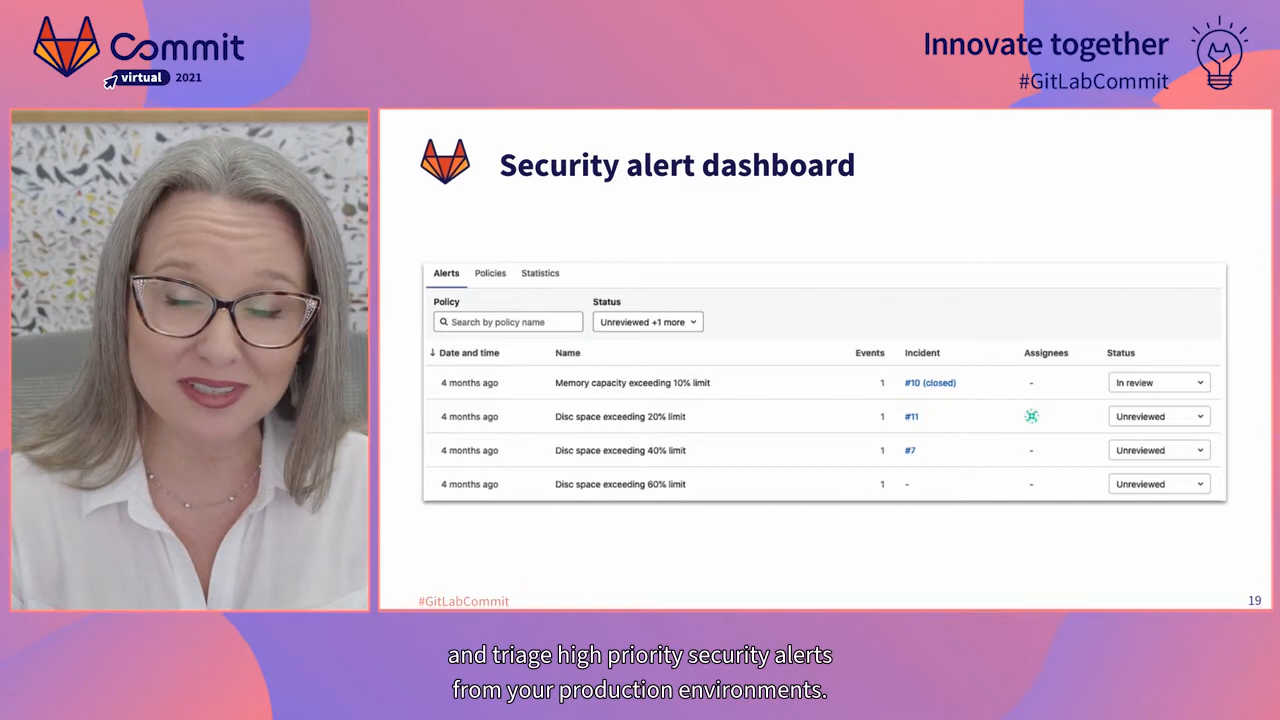 Commit
virtual 2021
Innovate together
#GitLabCommit
Security alert dashboard
Alerts Policies Statistics
Policy Status
Search by policy name Unreviewed +1 more
↓ Date and time Name Events Incident Assignees Status
4 months ago Memory capacity exceeding 10% limit 1 #10 (closed) - In review
4 months ago Disc space exceeding 20% limit 1 #11 Unreviewed
4 months ago Disc space exceeding 40% limit 1 #7 - Unreviewed
4 months ago Disc space exceeding 60% limit 1 - - Unreviewed
#GitLabCommit 19
and triage high priority security alerts
from your production environments.